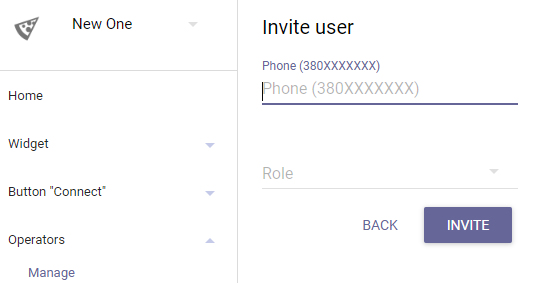 New One
Home
Widget
Button "Connect"
Operators
Manage
Invite user
Phone (380XXXXXXX)
Phone (380XXXXXXX)
Role
BACK INVITE